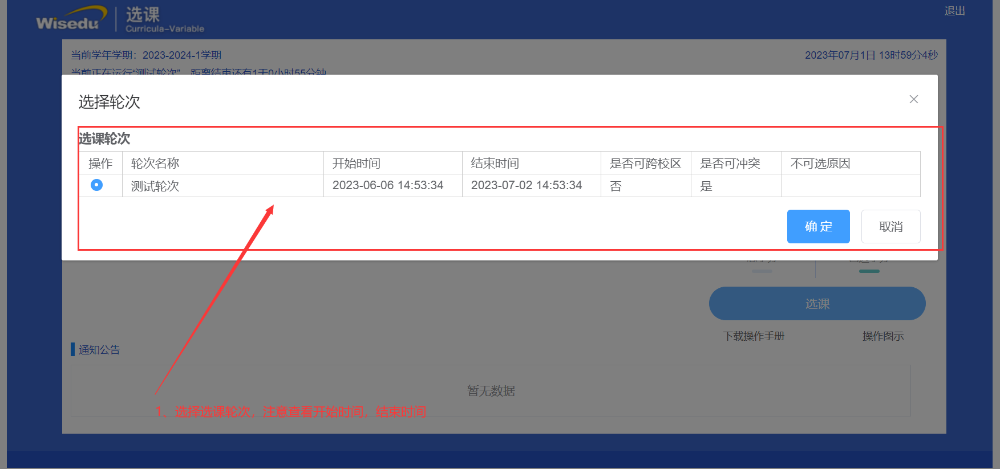 Wisedu
选课
Curricula-Variable
退出
当前学年学期：2023-2024-1学期
2023年07月1日 13时59分4秒
当前正在运行“测试轮次”，距离结束还有1天0小时55分钟
选择轮次
选课轮次
操作 轮次名称 开始时间 结束时间 是否可跨校区 是否可冲突 不可选原因
测试轮次 2023-06-06 14:53:34 2023-07-02 14:53:34 否 是
确 定 取消
选课
下载操作手册 操作图示
通知公告
暂无数据
1、选择选课轮次，注意查看开始时间，结束时间